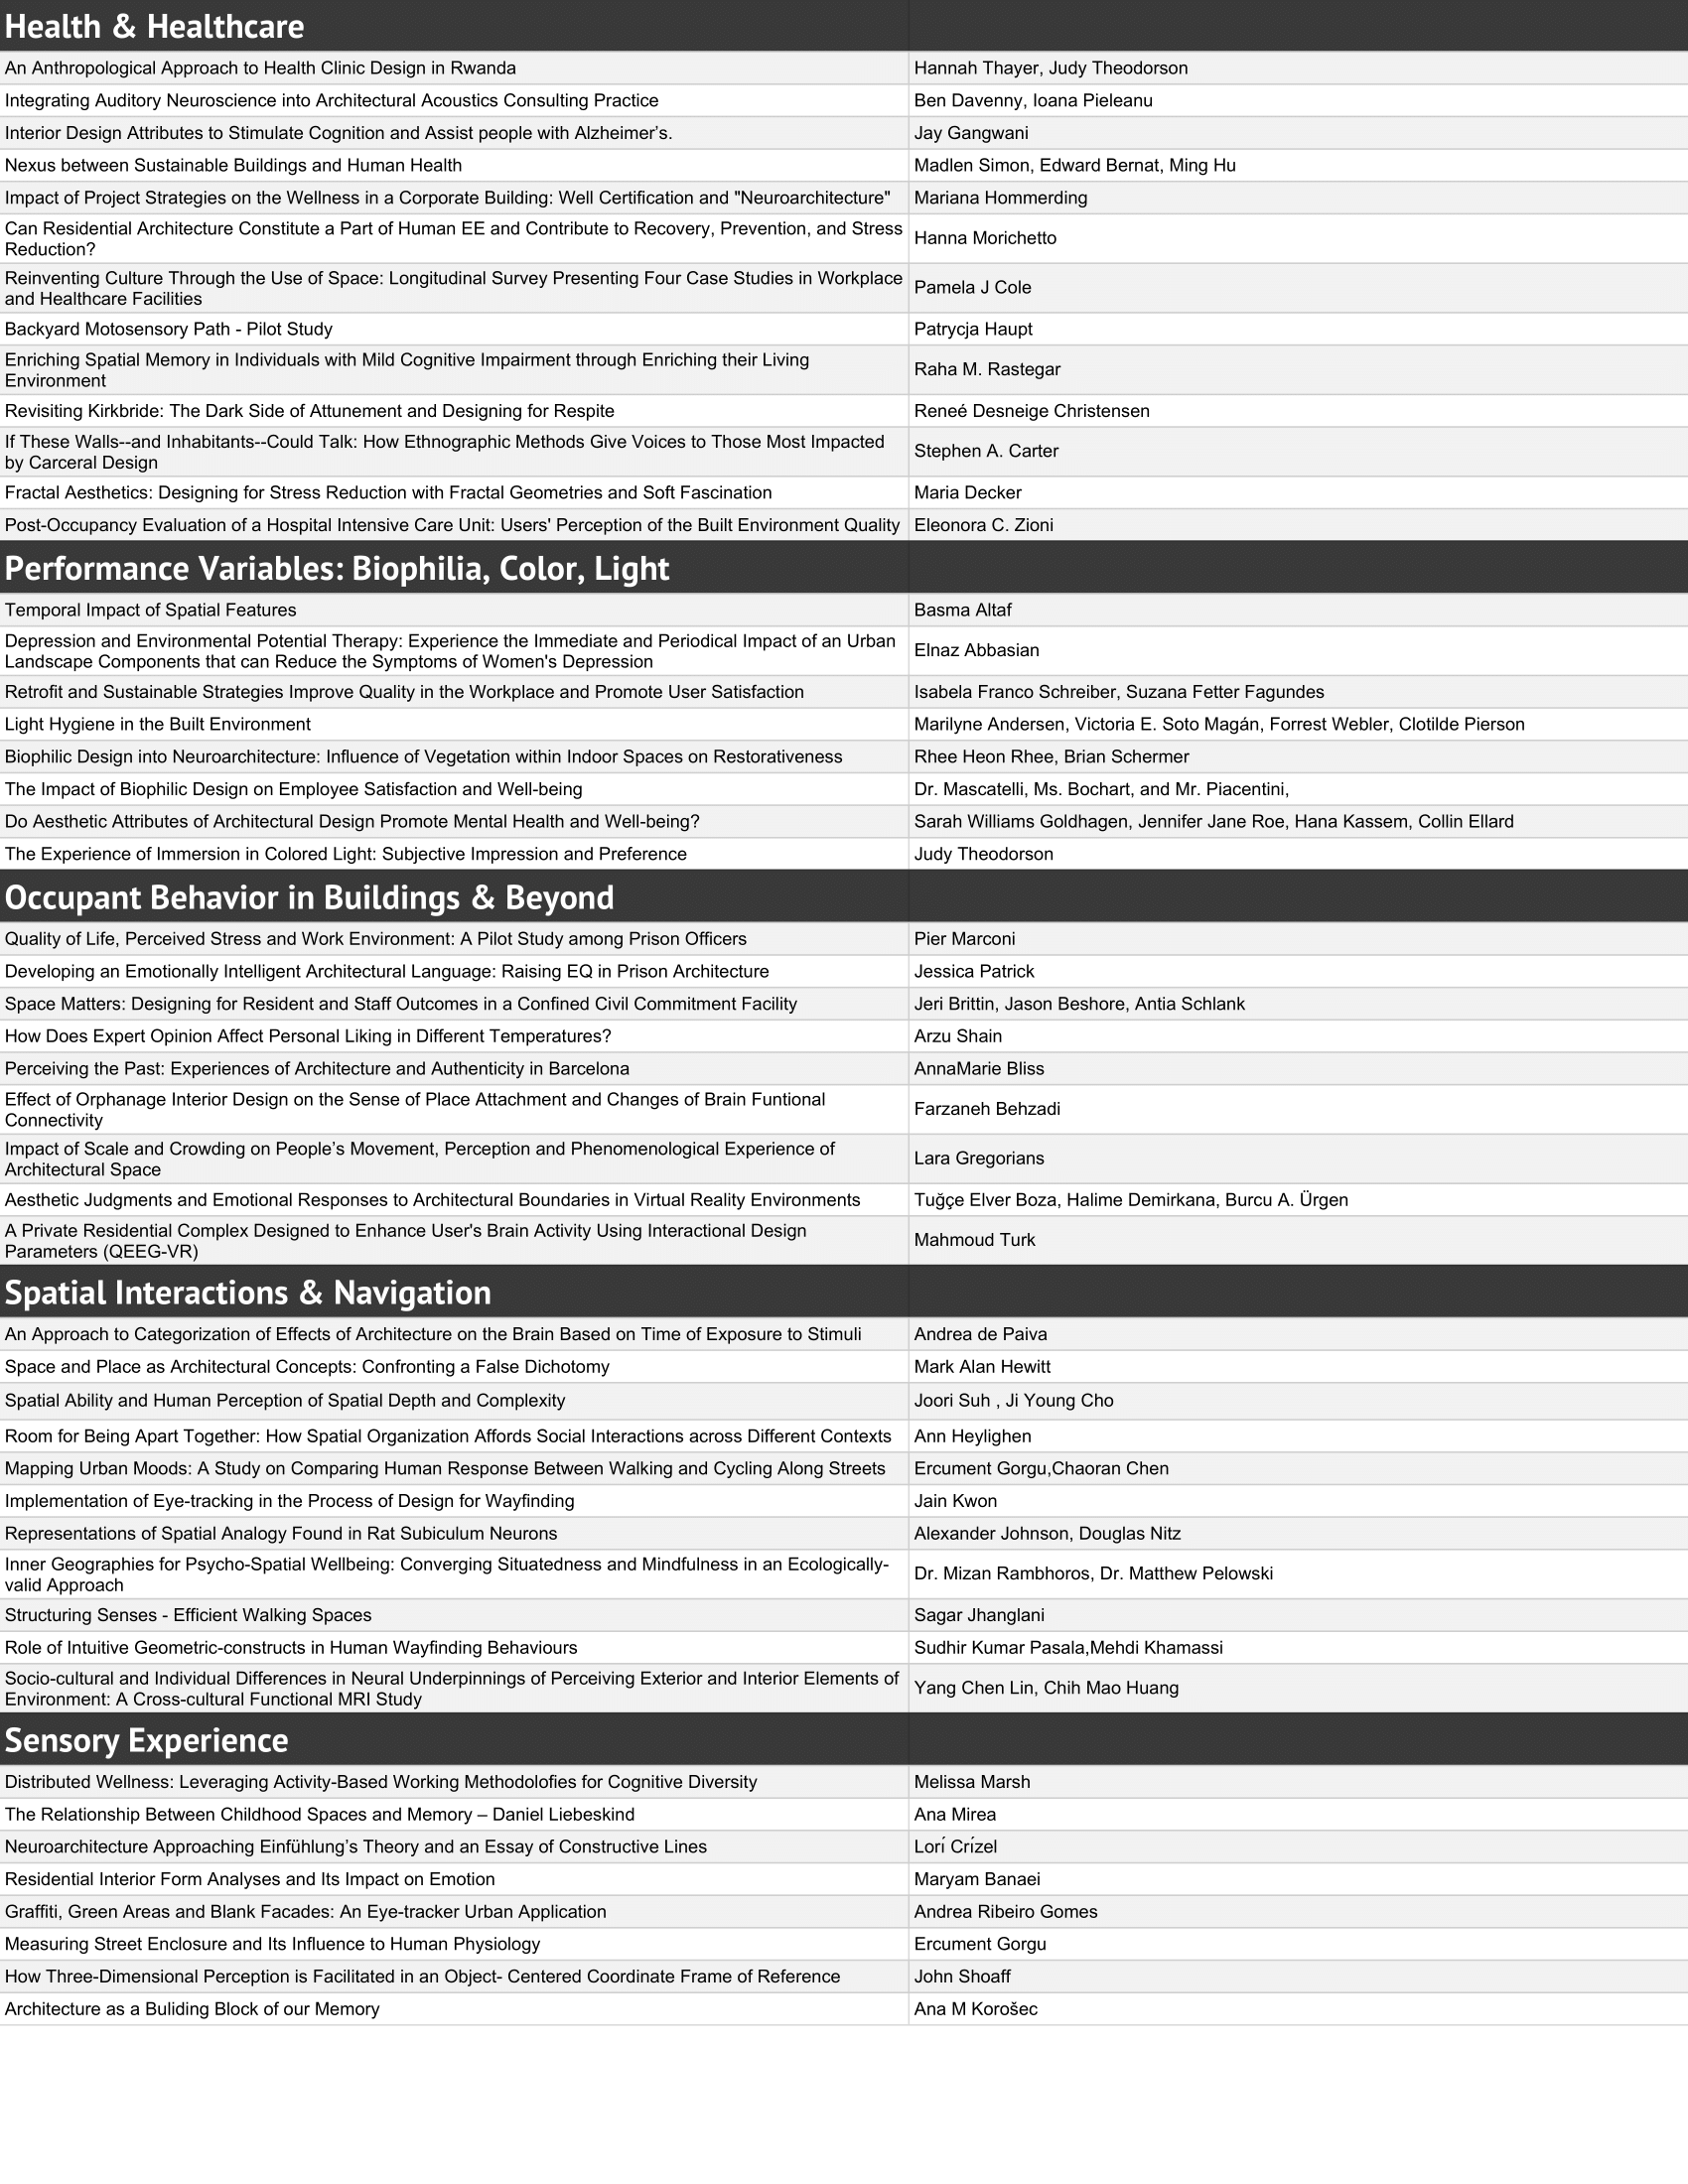 Health & Healthcare
An Anthropological Approach to Health Clinic Design in Rwanda Hannah Thayer, Judy Theodorson
Integrating Auditory Neuroscience into Architectural Acoustics Consulting Practice Ben Davenny, Ioana Pieleanu
Interior Design Attributes to Stimulate Cognition and Assist people with Alzheimer’s. Jay Gangwani
Nexus between Sustainable Buildings and Human Health Madlen Simon, Edward Bernat, Ming Hu
Impact of Project Strategies on the Wellness in a Corporate Building: Well Certification and "Neuroarchitecture" Mariana Hommerding
Can Residential Architecture Constitute a Part of Human EE and Contribute to Recovery, Prevention, and Stress
Reduction?
Hanna Morichetto
Reinventing Culture Through the Use of Space: Longitudinal Survey Presenting Four Case Studies in Workplace
and Healthcare Facilities
Pamela J Cole
Backyard Motosensory Path - Pilot Study Patrycja Haupt
Enriching Spatial Memory in Individuals with Mild Cognitive Impairment through Enriching their Living
Environment
Raha M. Rastegar
Revisiting Kirkbride: The Dark Side of Attunement and Designing for Respite Reneé Desneige Christensen
If These Walls--and Inhabitants--Could Talk: How Ethnographic Methods Give Voices to Those Most Impacted
by Carceral Design
Stephen A. Carter
Fractal Aesthetics: Designing for Stress Reduction with Fractal Geometries and Soft Fascination Maria Decker
Post-Occupancy Evaluation of a Hospital Intensive Care Unit: Users' Perception of the Built Environment Quality Eleonora C. Zioni
Performance Variables: Biophilia, Color, Light
Temporal Impact of Spatial Features Basma Altaf
Depression and Environmental Potential Therapy: Experience the Immediate and Periodical Impact of an Urban
Landscape Components that can Reduce the Symptoms of Women's Depression
Elnaz Abbasian
Retrofit and Sustainable Strategies Improve Quality in the Workplace and Promote User Satisfaction Isabela Franco Schreiber, Suzana Fetter Fagundes
Light Hygiene in the Built Environment Marilyne Andersen, Victoria E. Soto Magán, Forrest Webler, Clotilde Pierson
Biophilic Design into Neuroarchitecture: Influence of Vegetation within Indoor Spaces on Restorativeness Rhee Heon Rhee, Brian Schermer
The Impact of Biophilic Design on Employee Satisfaction and Well-being Dr. Mascatelli, Ms. Bochart, and Mr. Piacentini,
Do Aesthetic Attributes of Architectural Design Promote Mental Health and Well-being? Sarah Williams Goldhagen, Jennifer Jane Roe, Hana Kassem, Collin Ellard
The Experience of Immersion in Colored Light: Subjective Impression and Preference Judy Theodorson
Occupant Behavior in Buildings & Beyond
Quality of Life, Perceived Stress and Work Environment: A Pilot Study among Prison Officers Pier Marconi
Developing an Emotionally Intelligent Architectural Language: Raising EQ in Prison Architecture Jessica Patrick
Space Matters: Designing for Resident and Staff Outcomes in a Confined Civil Commitment Facility Jeri Brittin, Jason Beshore, Antia Schlank
How Does Expert Opinion Affect Personal Liking in Different Temperatures? Arzu Shain
Perceiving the Past: Experiences of Architecture and Authenticity in Barcelona AnnaMarie Bliss
Effect of Orphanage Interior Design on the Sense of Place Attachment and Changes of Brain Funtional
Connectivity
Farzaneh Behzadi
Impact of Scale and Crowding on People’s Movement, Perception and Phenomenological Experience of
Architectural Space
Lara Gregorians
Aesthetic Judgments and Emotional Responses to Architectural Boundaries in Virtual Reality Environments Tuğçe Elver Boza, Halime Demirkana, Burcu A. Ürgen
A Private Residential Complex Designed to Enhance User's Brain Activity Using Interactional Design
Parameters (QEEG-VR)
Mahmoud Turk
Spatial Interactions & Navigation
An Approach to Categorization of Effects of Architecture on the Brain Based on Time of Exposure to Stimuli Andrea de Paiva
Space and Place as Architectural Concepts: Confronting a False Dichotomy Mark Alan Hewitt
Spatial Ability and Human Perception of Spatial Depth and Complexity Joori Suh , Ji Young Cho
Room for Being Apart Together: How Spatial Organization Affords Social Interactions across Different Contexts Ann Heylighen
Mapping Urban Moods: A Study on Comparing Human Response Between Walking and Cycling Along Streets Ercument Gorgu,Chaoran Chen
Implementation of Eye-tracking in the Process of Design for Wayfinding Jain Kwon
Representations of Spatial Analogy Found in Rat Subiculum Neurons Alexander Johnson, Douglas Nitz
Inner Geographies for Psycho-Spatial Wellbeing: Converging Situatedness and Mindfulness in an Ecologically-
valid Approach
Dr. Mizan Rambhoros, Dr. Matthew Pelowski
Structuring Senses - Efficient Walking Spaces Sagar Jhanglani
Role of Intuitive Geometric-constructs in Human Wayfinding Behaviours Sudhir Kumar Pasala,Mehdi Khamassi
Socio-cultural and Individual Differences in Neural Underpinnings of Perceiving Exterior and Interior Elements of
Environment: A Cross-cultural Functional MRI Study
Yang Chen Lin, Chih Mao Huang
Sensory Experience
Distributed Wellness: Leveraging Activity-Based Working Methodolofies for Cognitive Diversity Melissa Marsh
The Relationship Between Childhood Spaces and Memory – Daniel Liebeskind Ana Mirea
Neuroarchitecture Approaching Einfühlung’s Theory and an Essay of Constructive Lines Lorí Crízel
Residential Interior Form Analyses and Its Impact on Emotion Maryam Banaei
Graffiti, Green Areas and Blank Facades: An Eye-tracker Urban Application Andrea Ribeiro Gomes
Measuring Street Enclosure and Its Influence to Human Physiology Ercument Gorgu
How Three-Dimensional Perception is Facilitated in an Object- Centered Coordinate Frame of Reference John Shoaff
Architecture as a Buliding Block of our Memory Ana M Korošec